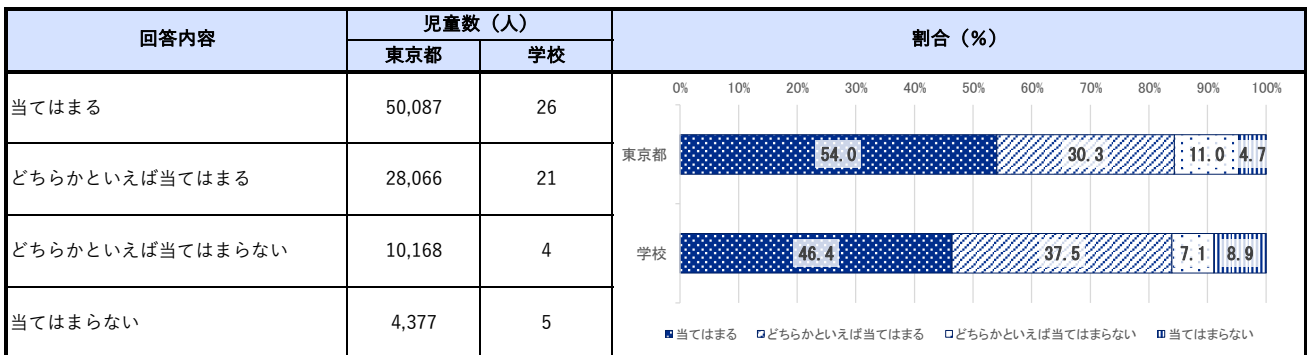 回答内容 児童数（人） 割合（％）
東京都 学校
当てはまる 50,087 26
どちらかといえば当てはまる 28,066 21
どちらかといえば当てはまらない 10,168 4
当てはまらない 4,377 5
0% 10% 20% 30% 40% 50% 60% 70% 80% 90% 100%
東京都 54.0 30.3 11.0 4.7
学校 46.4 37.5 7.1 8.9
当てはまる どちらかといえば当てはまる どちらかといえば当てはまらない 当てはまらない